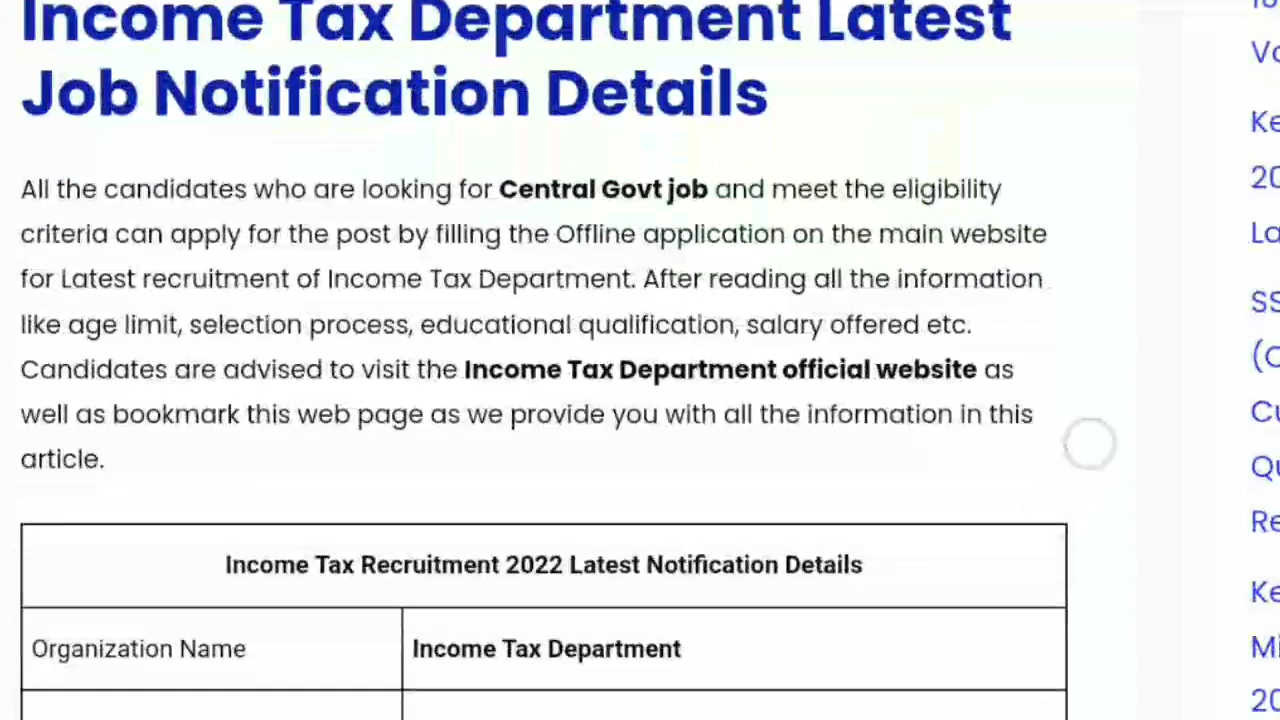 Income Tax Department Latest
Job Notification Details
All the candidates who are looking for Central Govt job and meet the eligibility
criteria can apply for the post by filling the Offline application on the main website
for Latest recruitment of Income Tax Department. After reading all the information
like age limit, selection process, educational qualification, salary offered etc.
Candidates are advised to visit the Income Tax Department official website as
well as bookmark this web page as we provide you with all the information in this
article.
Income Tax Recruitment 2022 Latest Notification Details
Organization Name
Income Tax Department